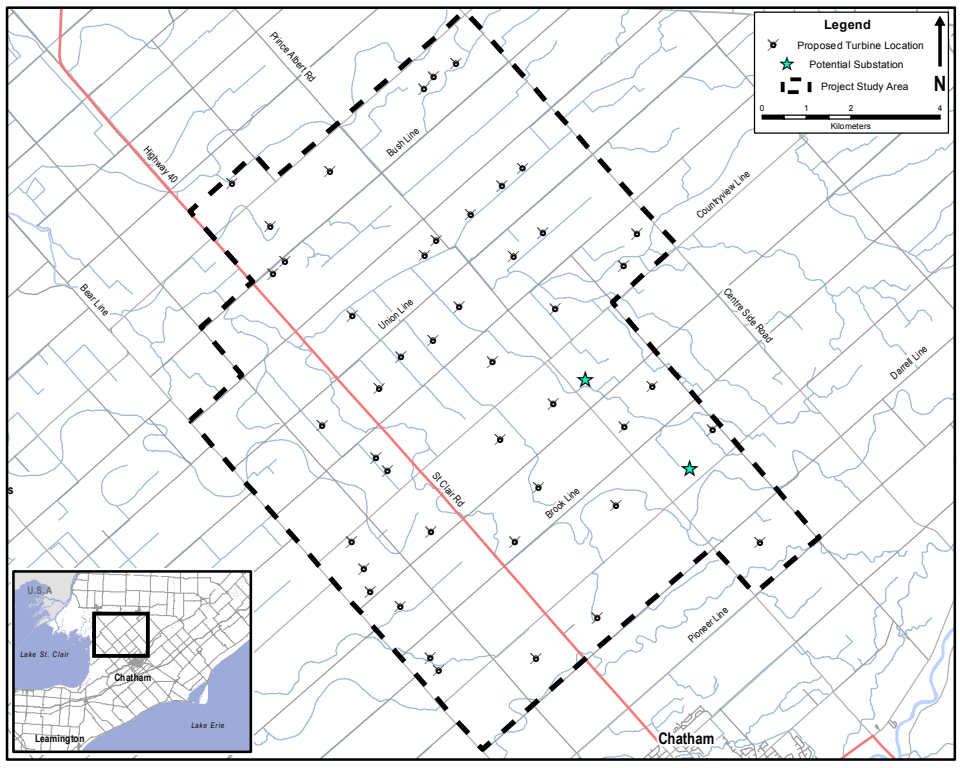 Legend
Proposed Turbine Location
Potential Substation
Project Study Area
N
0 1 2 4
Kilometers
Prince Albert Rd
Bush Line
Highway 40
Countryview Line
Bear Line
Union Line
Centre Side Road
Darrell Line
s
St.Clair Rd
Brook Line
Pioneer Line
Chatham
U.S.A
Lake St. Clair
Chatham
Lake Erie
Leamington